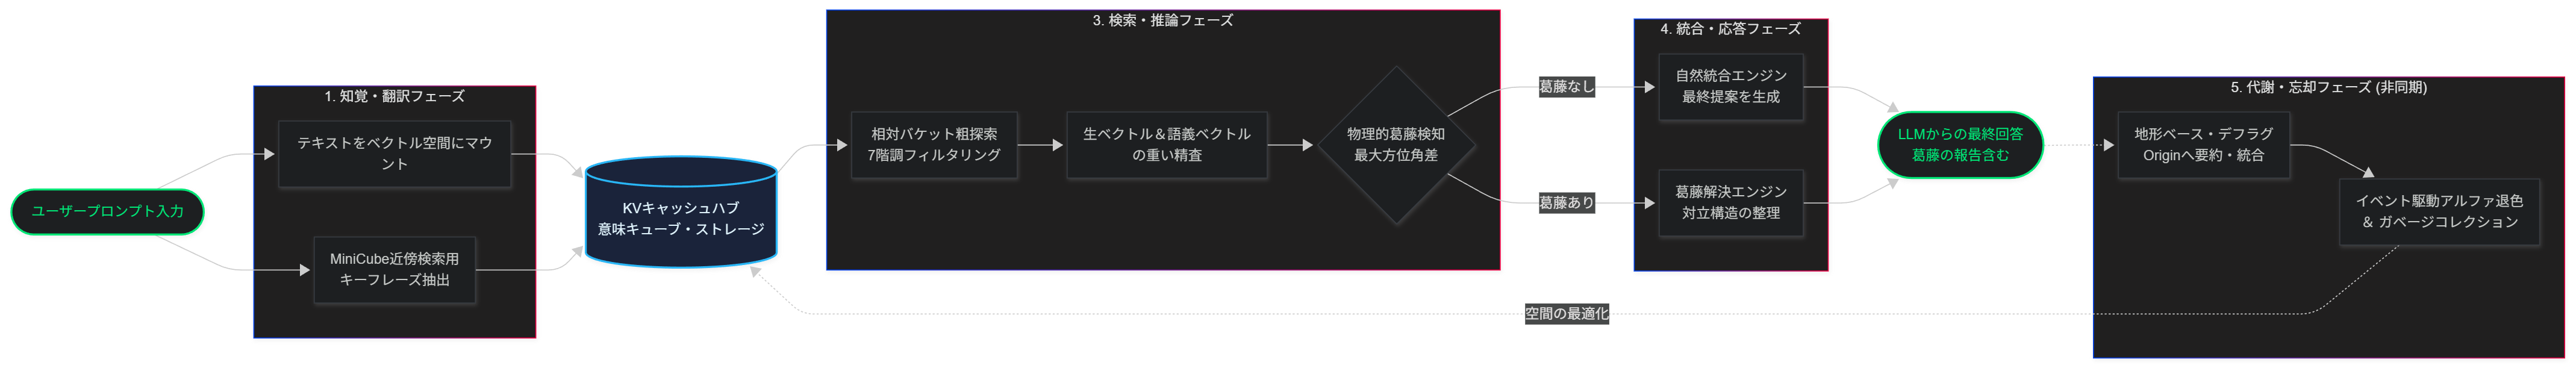 ユーザープロンプト入力
1. 知覚・翻訳フェーズ
テキストをベクトル空間にマウ
ント
MiniCube近傍検索用
キーフレーズ抽出
KVキャッシュハブ
意味キューブ・ストレージ
3. 検索・推論フェーズ
相対バケット粗探索
7階調フィルタリング
生ベクトル＆語義ベクトル
の重い精査
物理的葛藤検知
最大方位角差
葛藤なし
葛藤あり
4. 統合・応答フェーズ
自然統合エンジン
最終提案を生成
葛藤解決エンジン
対立構造の整理
LLMからの最終回答
葛藤の報告含む
5. 代謝・忘却フェーズ (非同期)
地形ベース・デフラグ
Originへ要約・統合
イベント駆動アルファ退色
＆ ガベージコレクション
空間の最適化